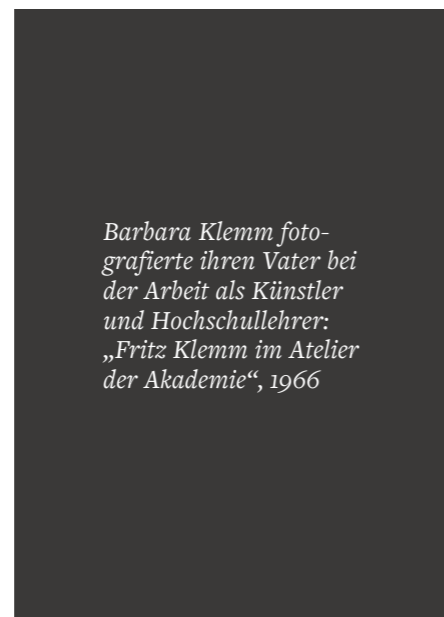 Barbara Klemm foto-
grafierte ihren Vater bei
der Arbeit als Künstler
und Hochschullehrer:
„Fritz Klemm im Atelier
der Akademie“, 1966